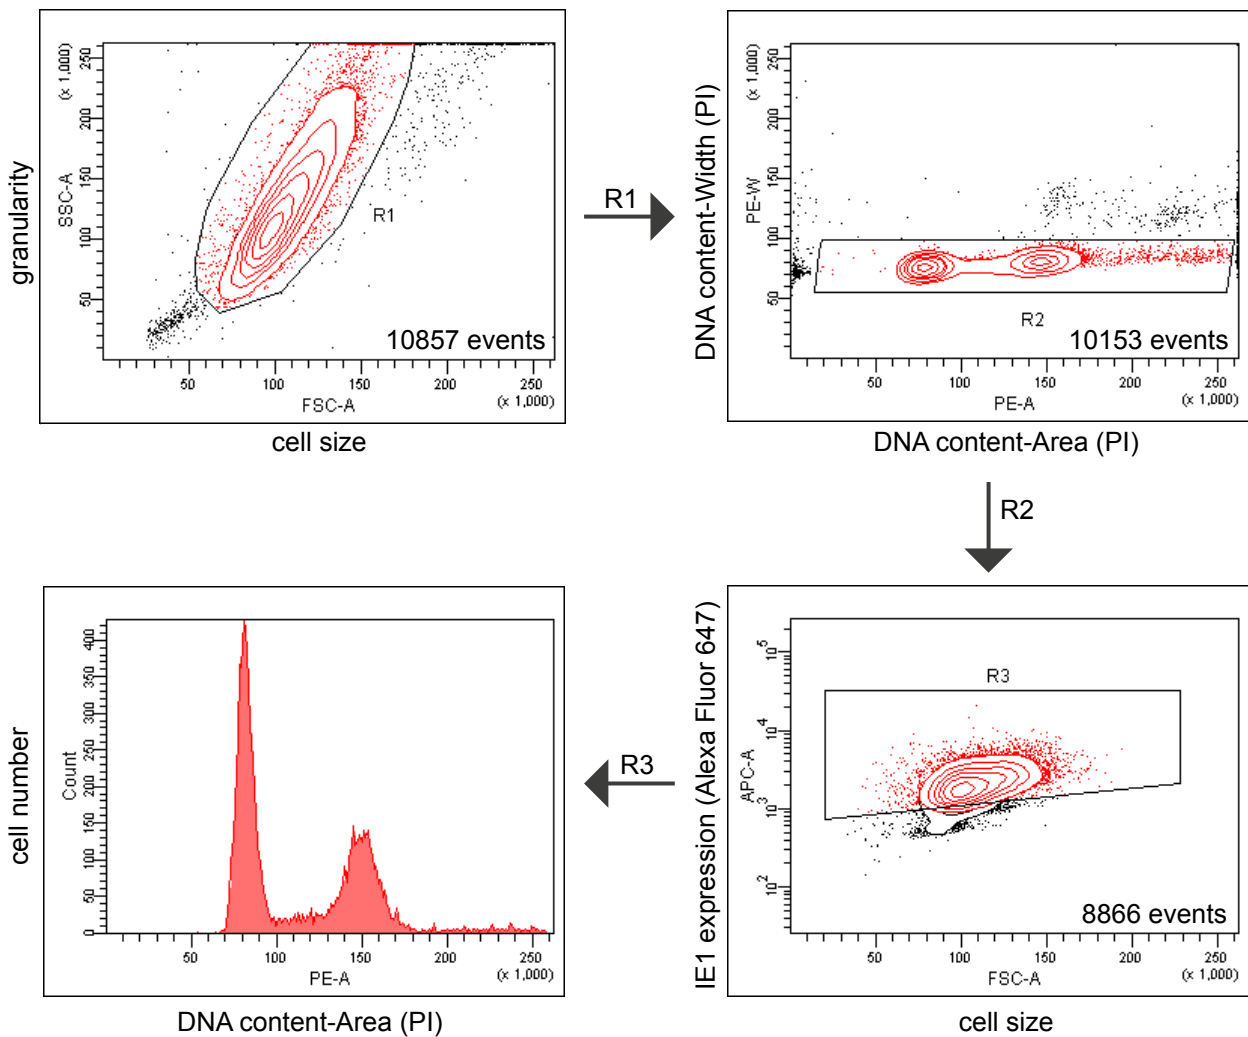 granularity
(x 1,000)
SSC-A
250
200
150
100
50
R1
10857 events
50 100 150 200 250
FSC-A (x 1,000)
cell size
R1
DNA content-Width (PI)
(x 1,000)
PE-W
250
200
150
100
50
R2
10153 events
50 100 150 200 250
PE-A (x 1,000)
DNA content-Area (PI)
R2
cell number
Count
400
350
300
250
200
150
100
50
0
50 100 150 200 250
PE-A (x 1,000)
DNA content-Area (PI)
R3
IE1 expression (Alexa Fluor 647)
APC-A
10^5
10^4
10^3
10^2
R3
8866 events
50 100 150 200 250
FSC-A (x 1,000)
cell size